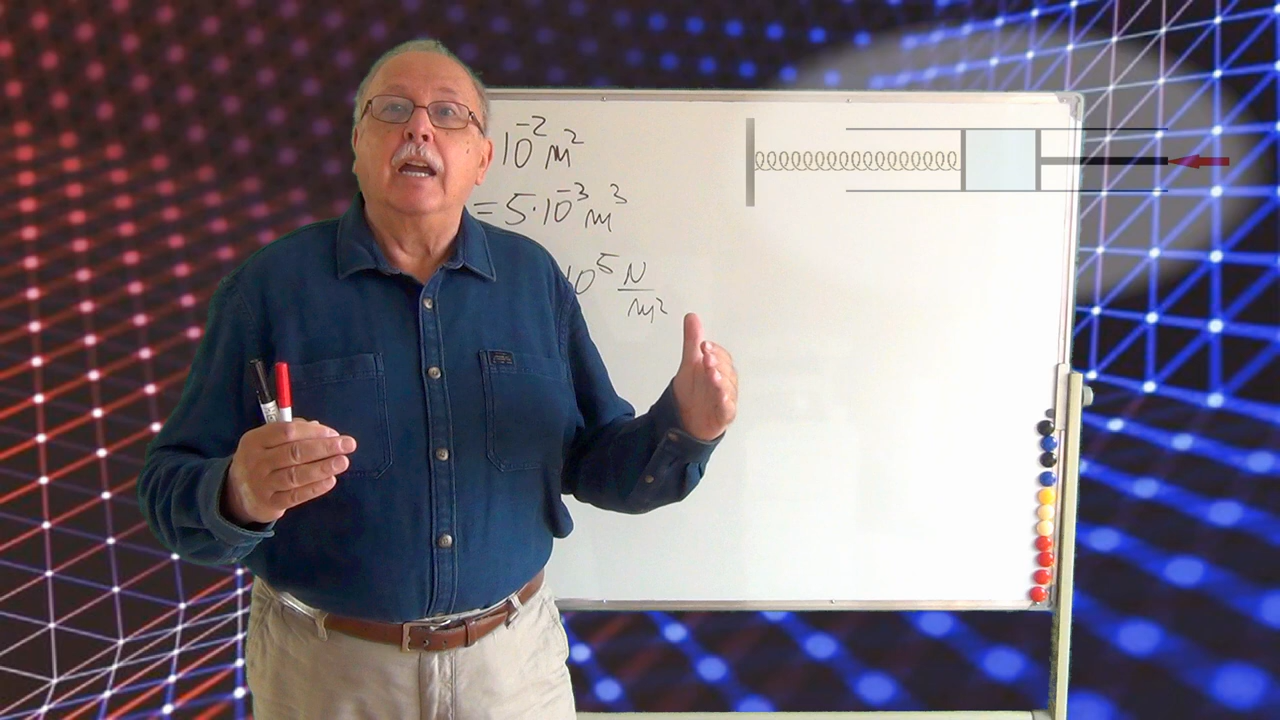 10⁻² m²
= 5·10⁻³ m³
10⁵ N/m²